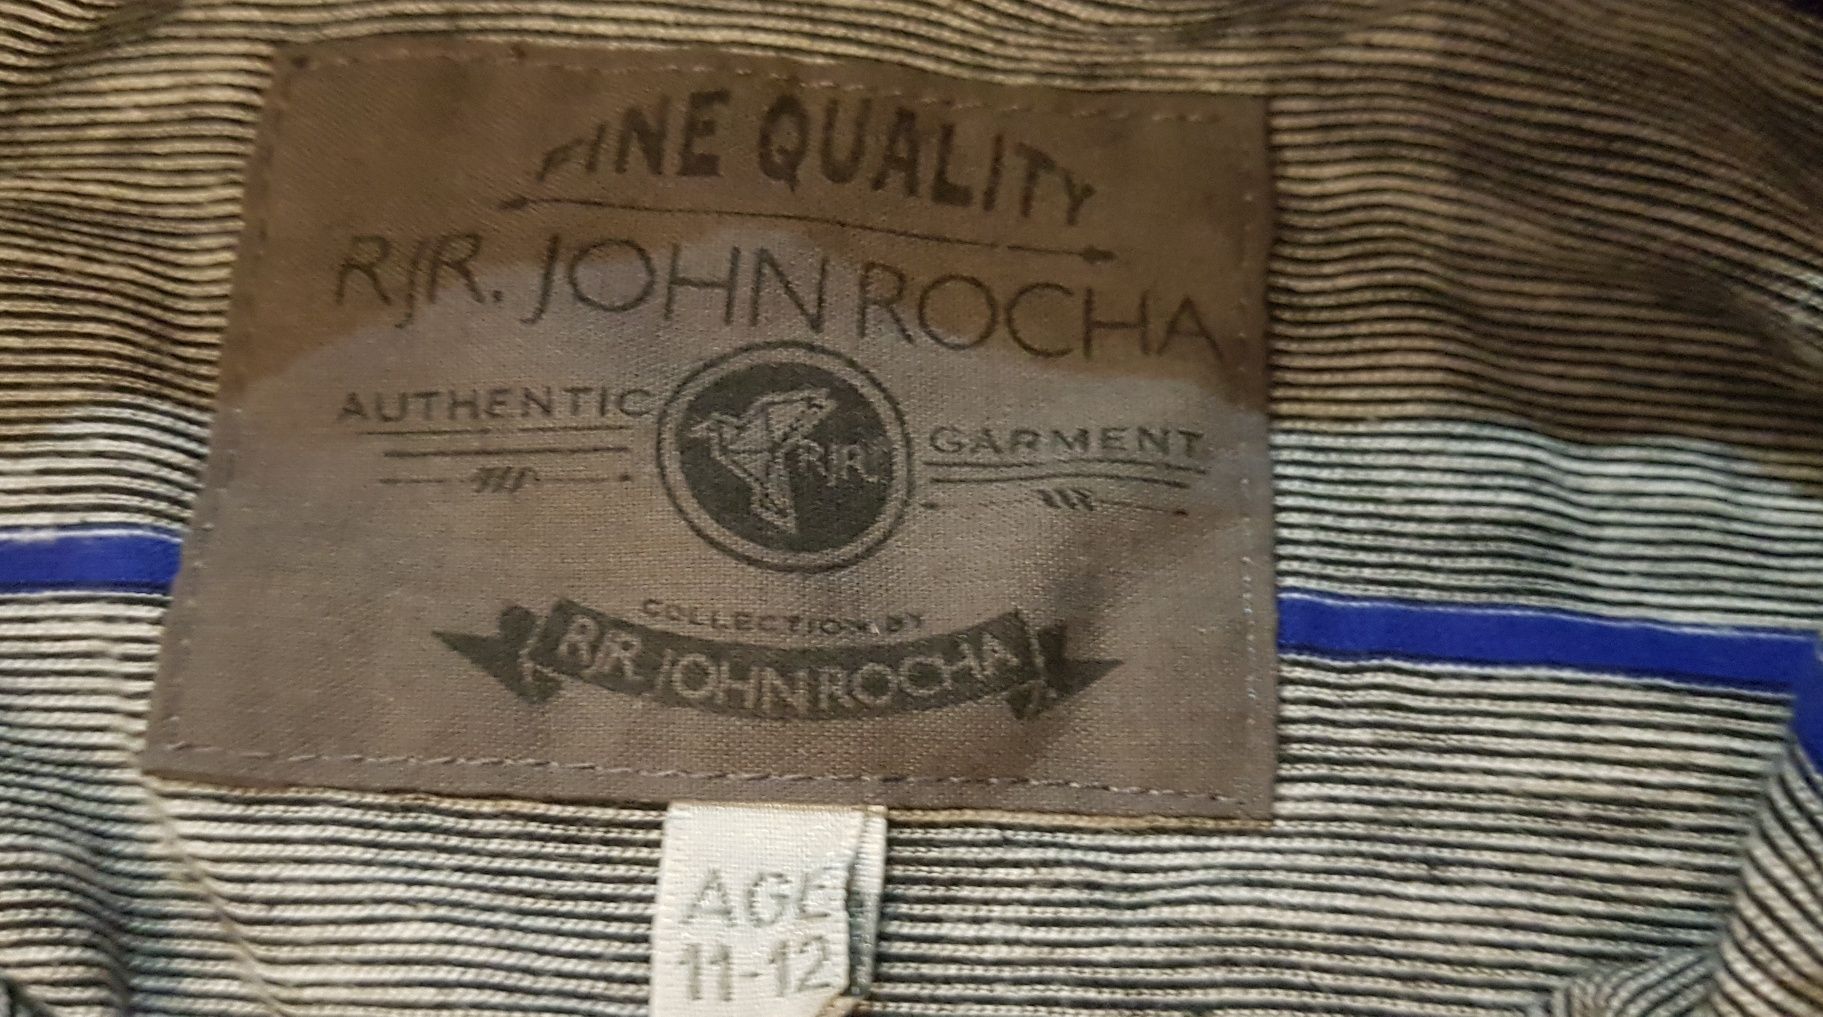 FINE QUALITY
RJR. JOHN ROCHA
AUTHENTIC GARMENT
RJR
COLLECTION BY
RJR JOHN ROCHA
AGE
11-12